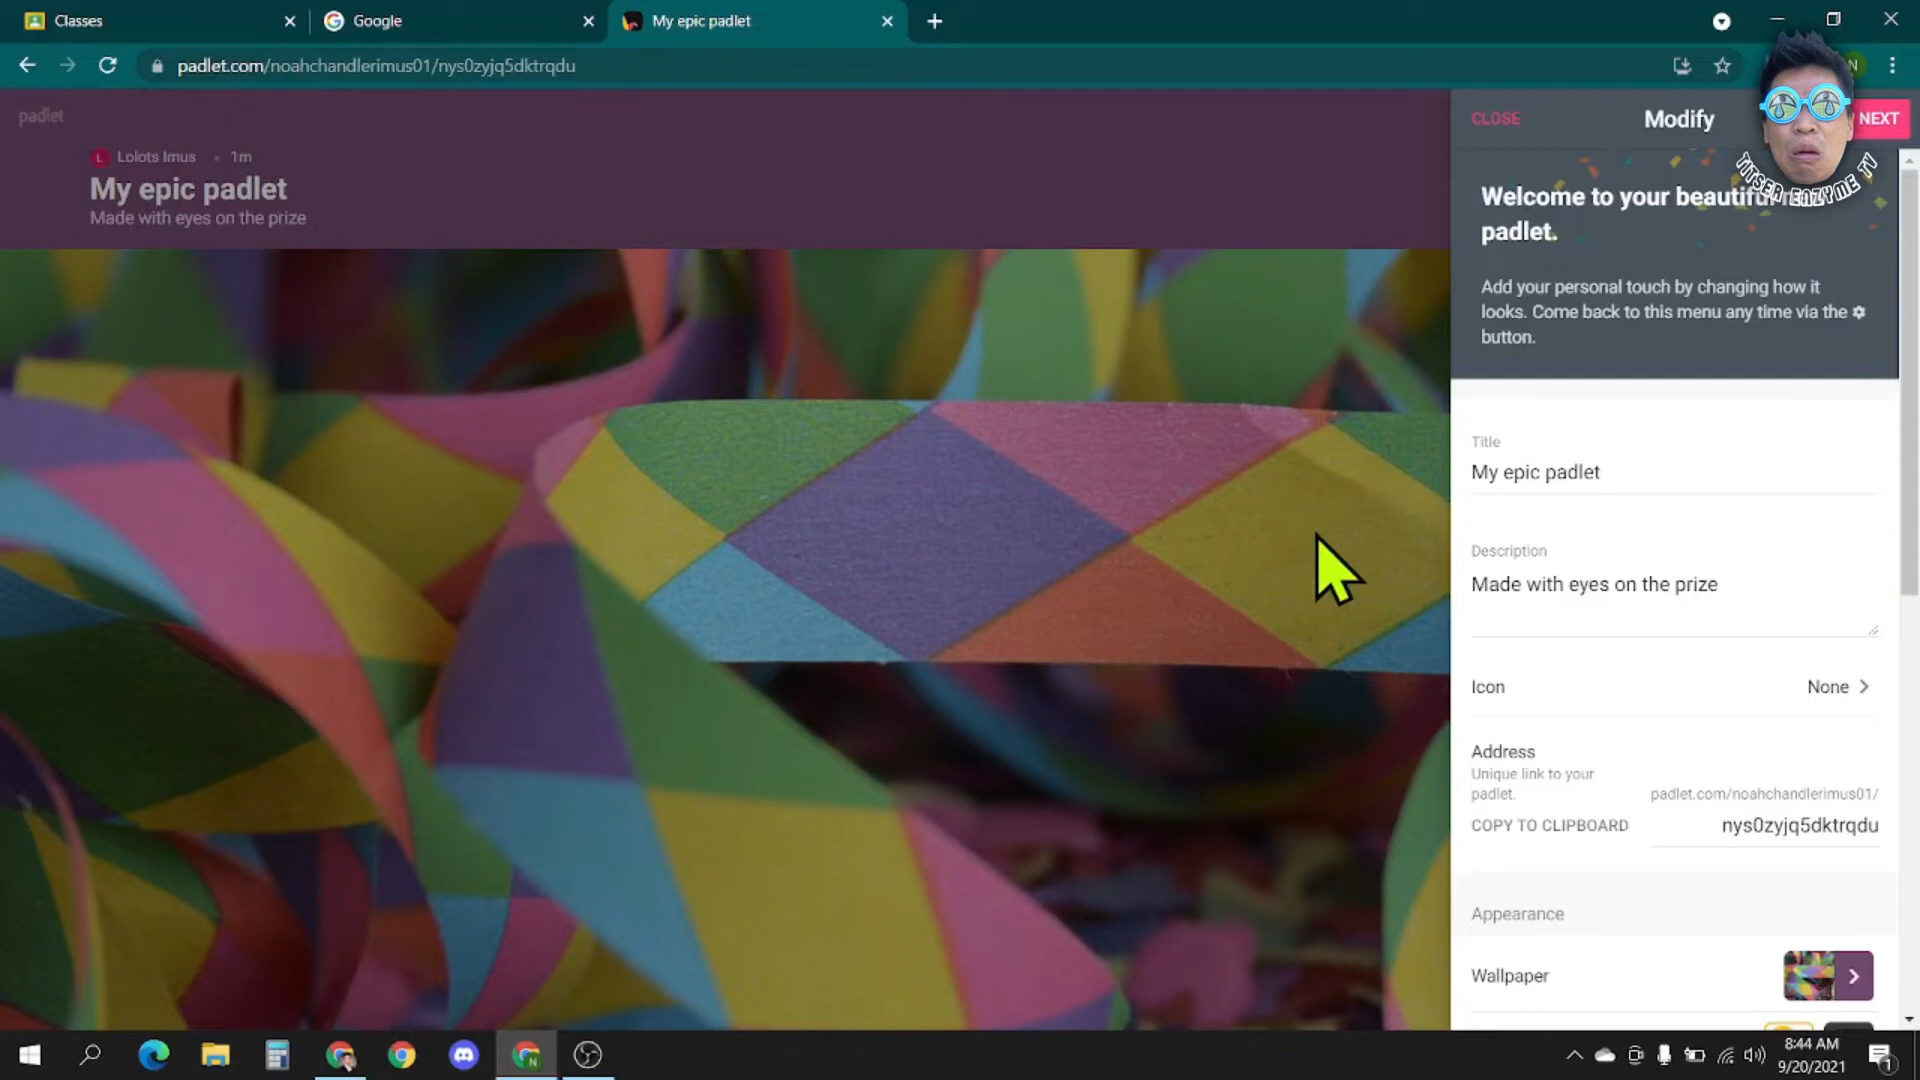 Classes
Google
My epic padlet
padlet.com/noahchandlerimus01/nys0zyjq5dktrqdu
N
padlet
L Lolots Imus • 1m
My epic padlet
Made with eyes on the prize
CLOSE
Modify
NEXT
TITSER ENZYME TV
Welcome to your beautiful
padlet.
Add your personal touch by changing how it
looks. Come back to this menu any time via the
button.
Title
My epic padlet
Description
Made with eyes on the prize
Icon
None
Address
Unique link to your
padlet.
padlet.com/noahchandlerimus01/
COPY TO CLIPBOARD
nys0zyjq5dktrqdu
Appearance
Wallpaper
N
8:44 AM
9/20/2021
1